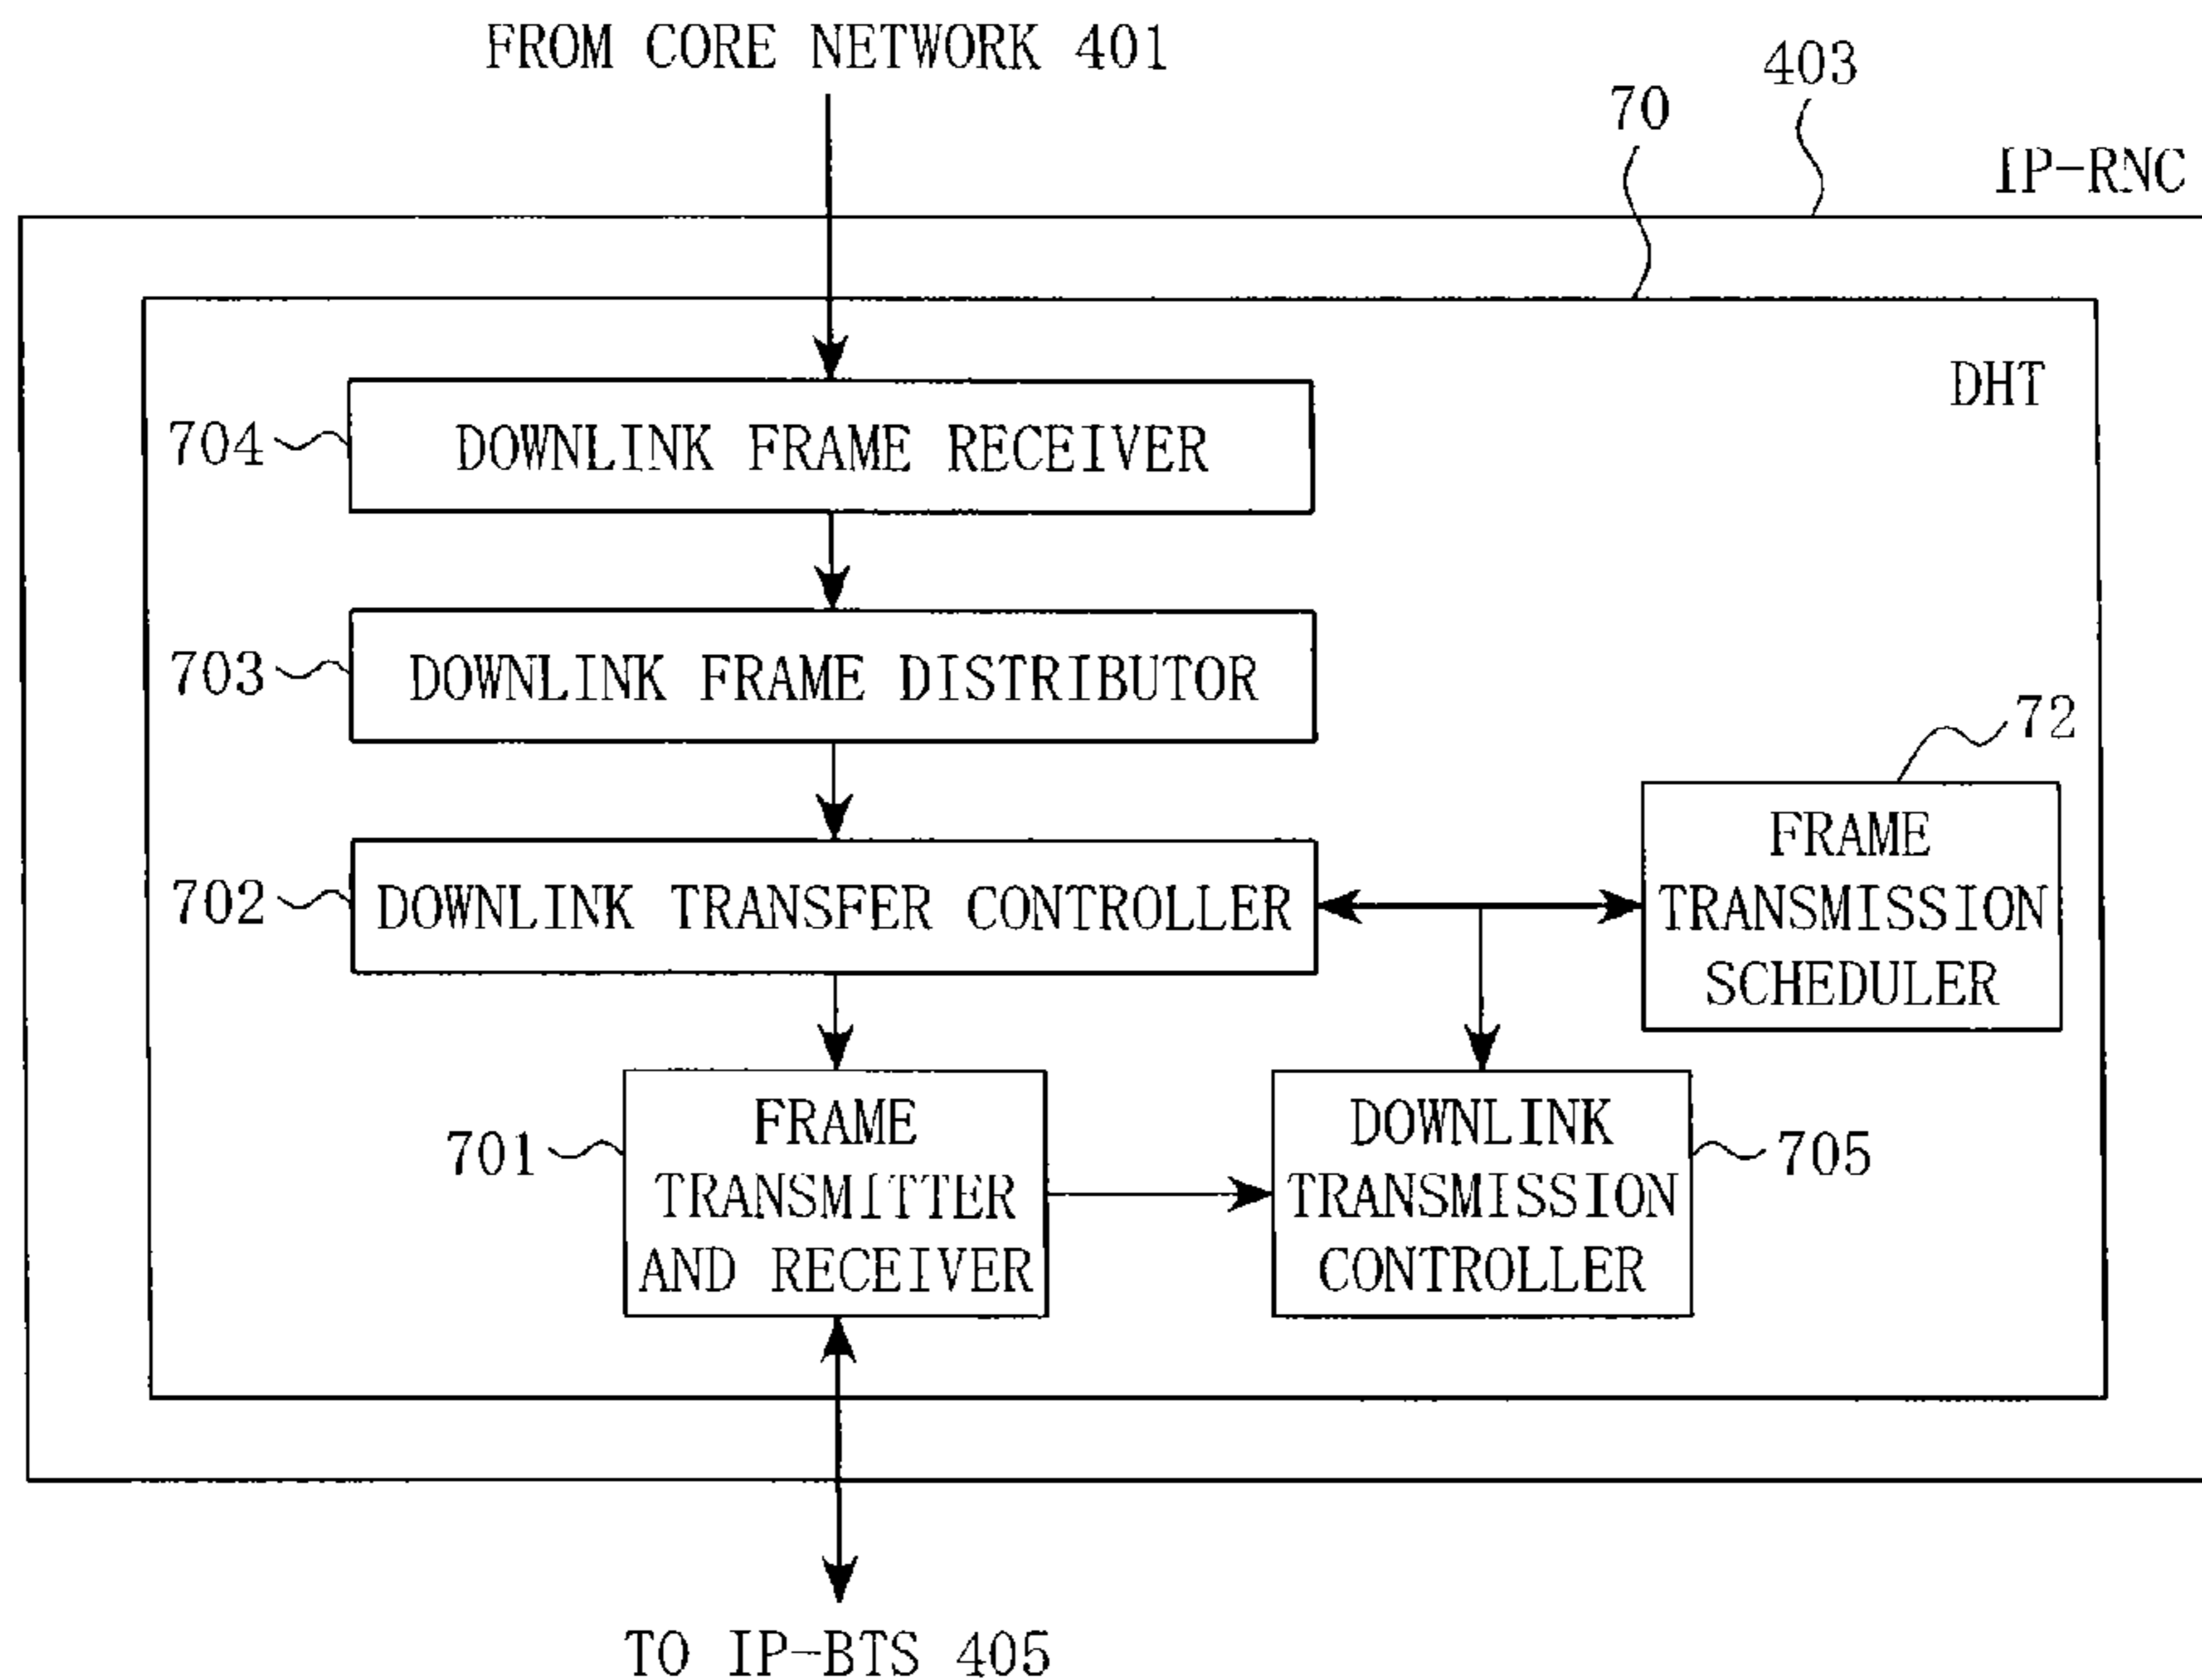 FROM CORE NETWORK 401
403
70
IP-RNC
DHT
704
DOWNLINK FRAME RECEIVER
703
DOWNLINK FRAME DISTRIBUTOR
72
FRAME
TRANSMISSION
SCHEDULER
702
DOWNLINK TRANSFER CONTROLLER
701
FRAME
TRANSMITTER
AND RECEIVER
DOWNLINK
TRANSMISSION
CONTROLLER
705
TO IP-BTS 405